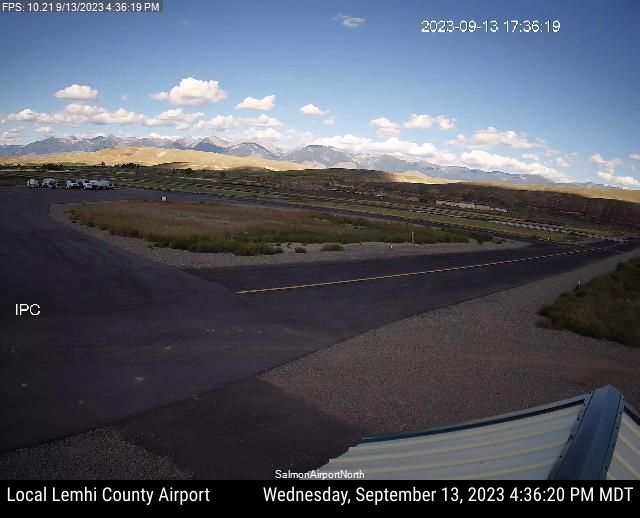 FPS: 10.21 9/13/2023 4:36:19 PM
2023-09-13 17:36:19
IPC
SalmonAirportNorth
Local Lemhi County Airport Wednesday, September 13, 2023 4:36:20 PM MDT